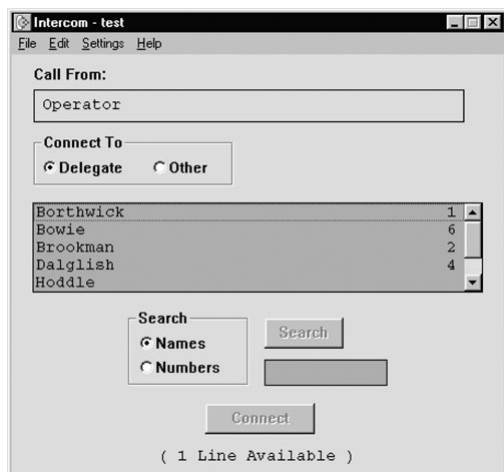 Intercom - test
File Edit Settings Help
Call From:
Operator
Connect To
Delegate Other
Borthwick 1
Bowie 6
Brookman 2
Dalglish 4
Hoddle
Search
Names
Search
Numbers
Connect
( 1 Line Available )